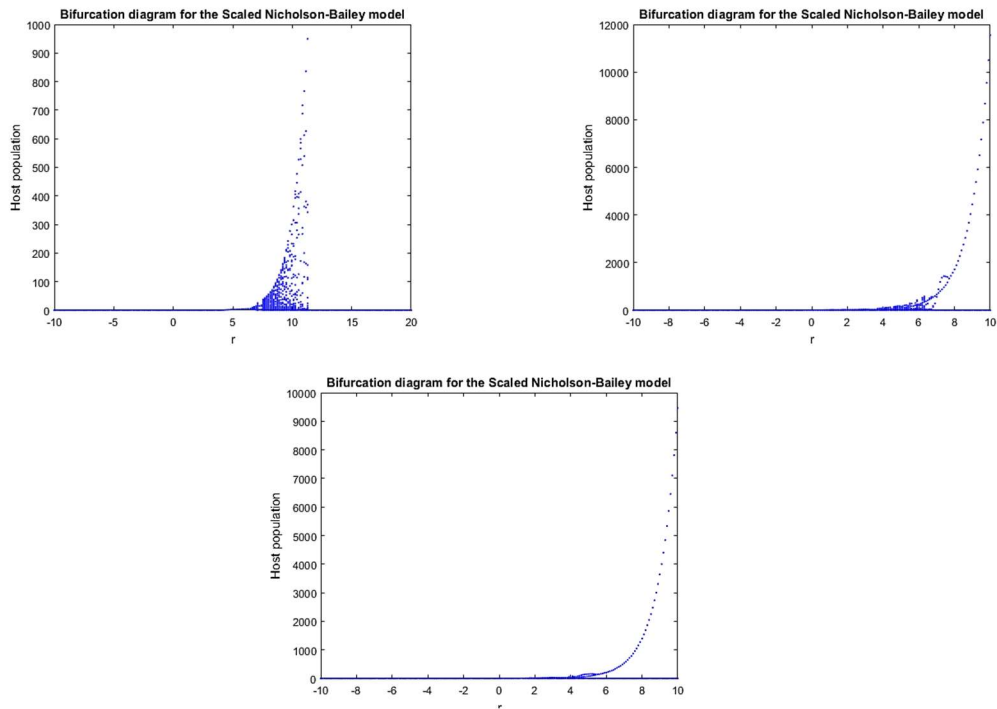 Bifurcation diagram for the Scaled Nicholson-Bailey model
1000
900
800
700
600
500
400
300
200
100
0
Host population
-10 -5 0 5 10 15 20
r
Bifurcation diagram for the Scaled Nicholson-Bailey model
12000
10000
8000
6000
4000
2000
0
Host population
-10 -8 -6 -4 -2 0 2 4 6 8 10
r
Bifurcation diagram for the Scaled Nicholson-Bailey model
10000
9000
8000
7000
6000
5000
4000
3000
2000
1000
0
Host population
-10 -8 -6 -4 -2 0 2 4 6 8 10
r